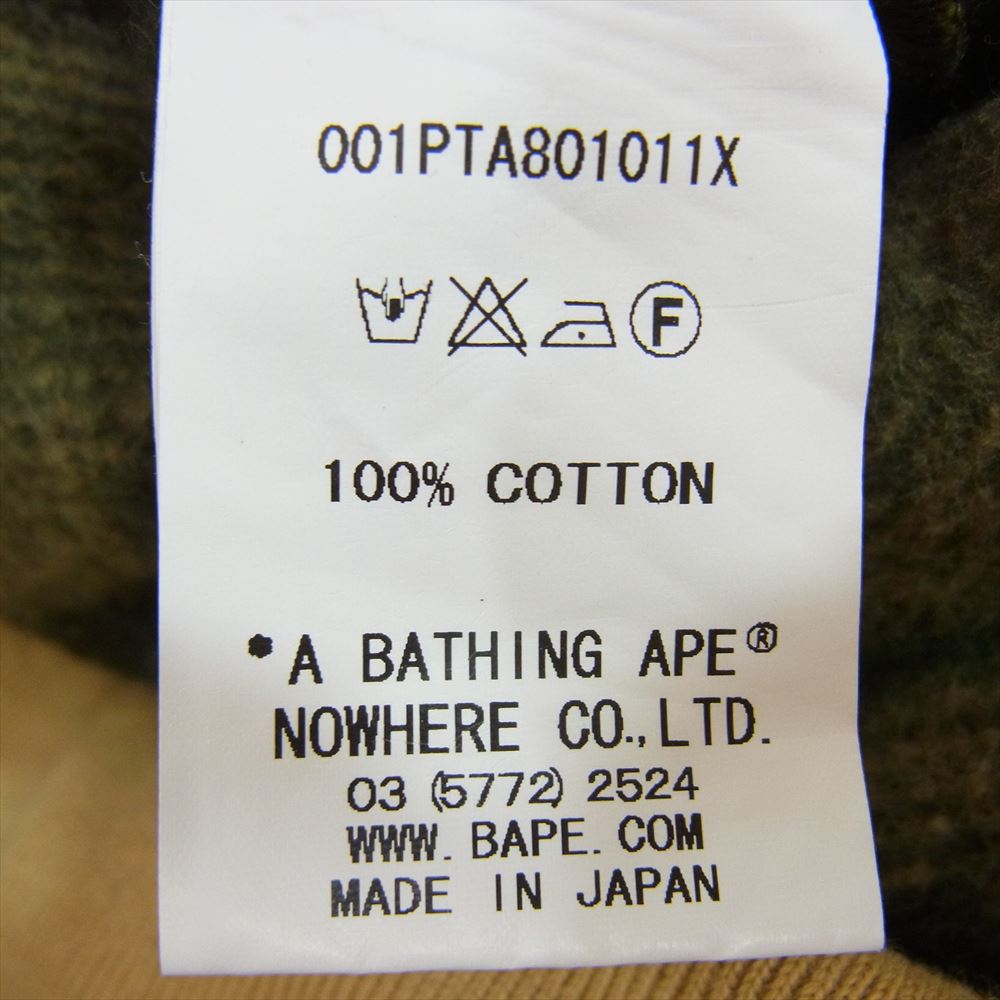 001PTA801011X
F
100% COTTON
*A BATHING APE®
NOWHERE CO.,LTD.
03 (5772) 2524
WWW.BAPE.COM
MADE IN JAPAN